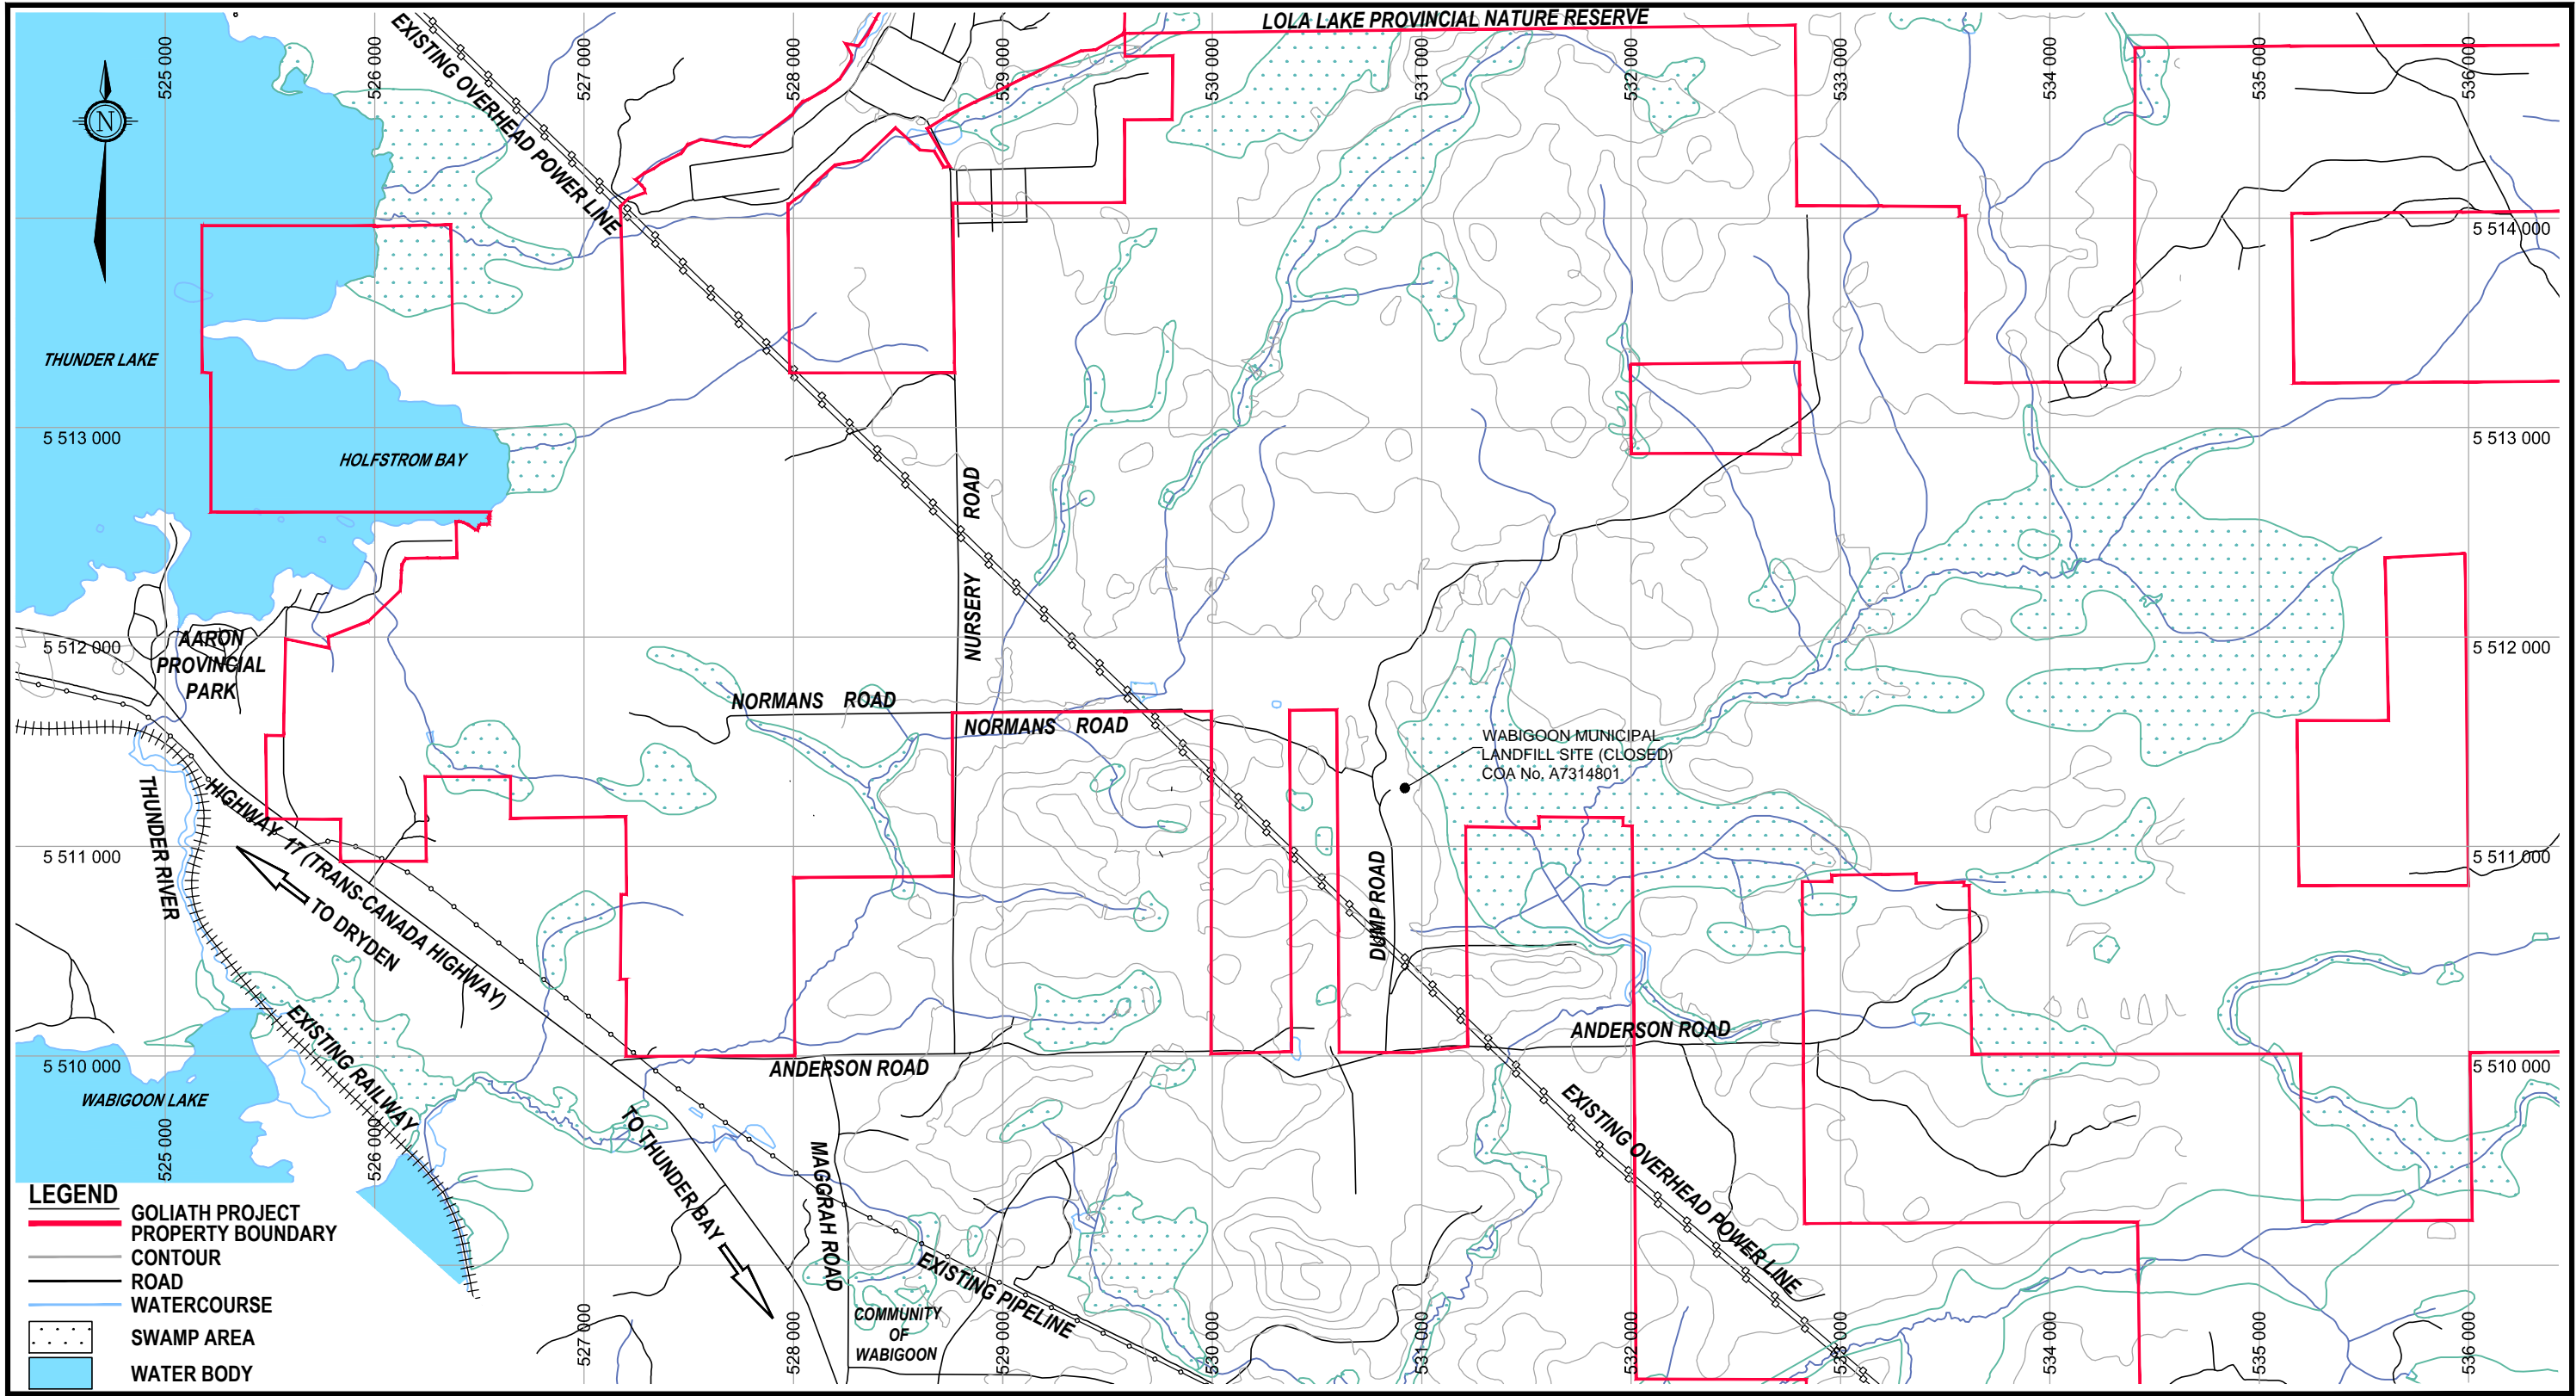 LOLA LAKE PROVINCIAL NATURE RESERVE
525 000
526 000
527 000
528 000
529 000
530 000
531 000
532 000
533 000
534 000
535 000
536 000
EXISTING OVERHEAD POWER LINE
N
5 514 000
THUNDER LAKE
5 513 000
5 513 000
HOLFSTROM BAY
NURSERY ROAD
AARON
PROVINCIAL
PARK
5 512 000
5 512 000
NORMANS ROAD
NORMANS ROAD
WABIGOON MUNICIPAL
LANDFILL SITE (CLOSED)
COA No. A7314801
THUNDER RIVER
HIGHWAY 17 (TRANS-CANADA HIGHWAY)
TO DRYDEN
5 511 000
5 511 000
DUMP ROAD
EXISTING RAILWAY
ANDERSON ROAD
ANDERSON ROAD
5 510 000
5 510 000
WABIGOON LAKE
TO THUNDER BAY
MAGGRAH ROAD
EXISTING OVERHEAD POWER LINE
EXISTING PIPELINE
COMMUNITY
OF
WABIGOON
525 000
526 000
527 000
528 000
529 000
530 000
531 000
532 000
533 000
534 000
535 000
536 000
LEGEND
GOLIATH PROJECT
PROPERTY BOUNDARY
CONTOUR
ROAD
WATERCOURSE
SWAMP AREA
WATER BODY